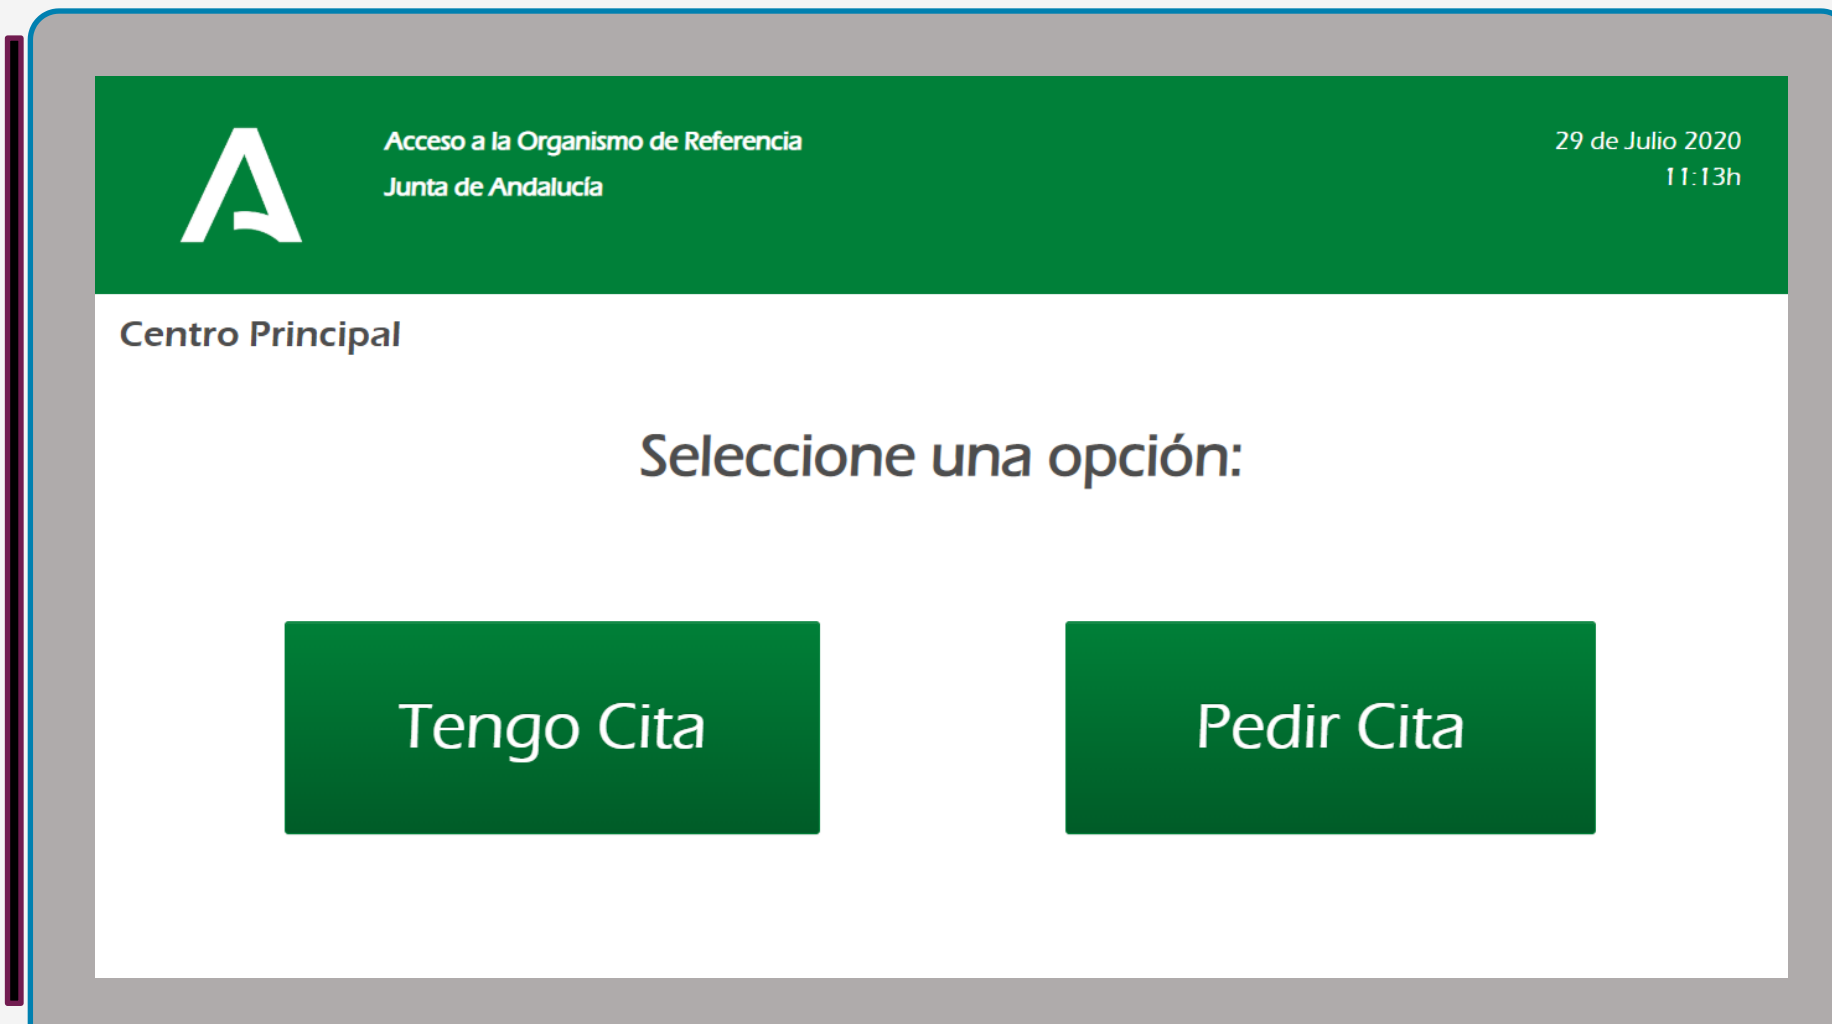 Acceso a la Organismo de Referencia
Junta de Andalucía
29 de Julio 2020
11:13h
Centro Principal
Seleccione una opción:
Tengo Cita
Pedir Cita